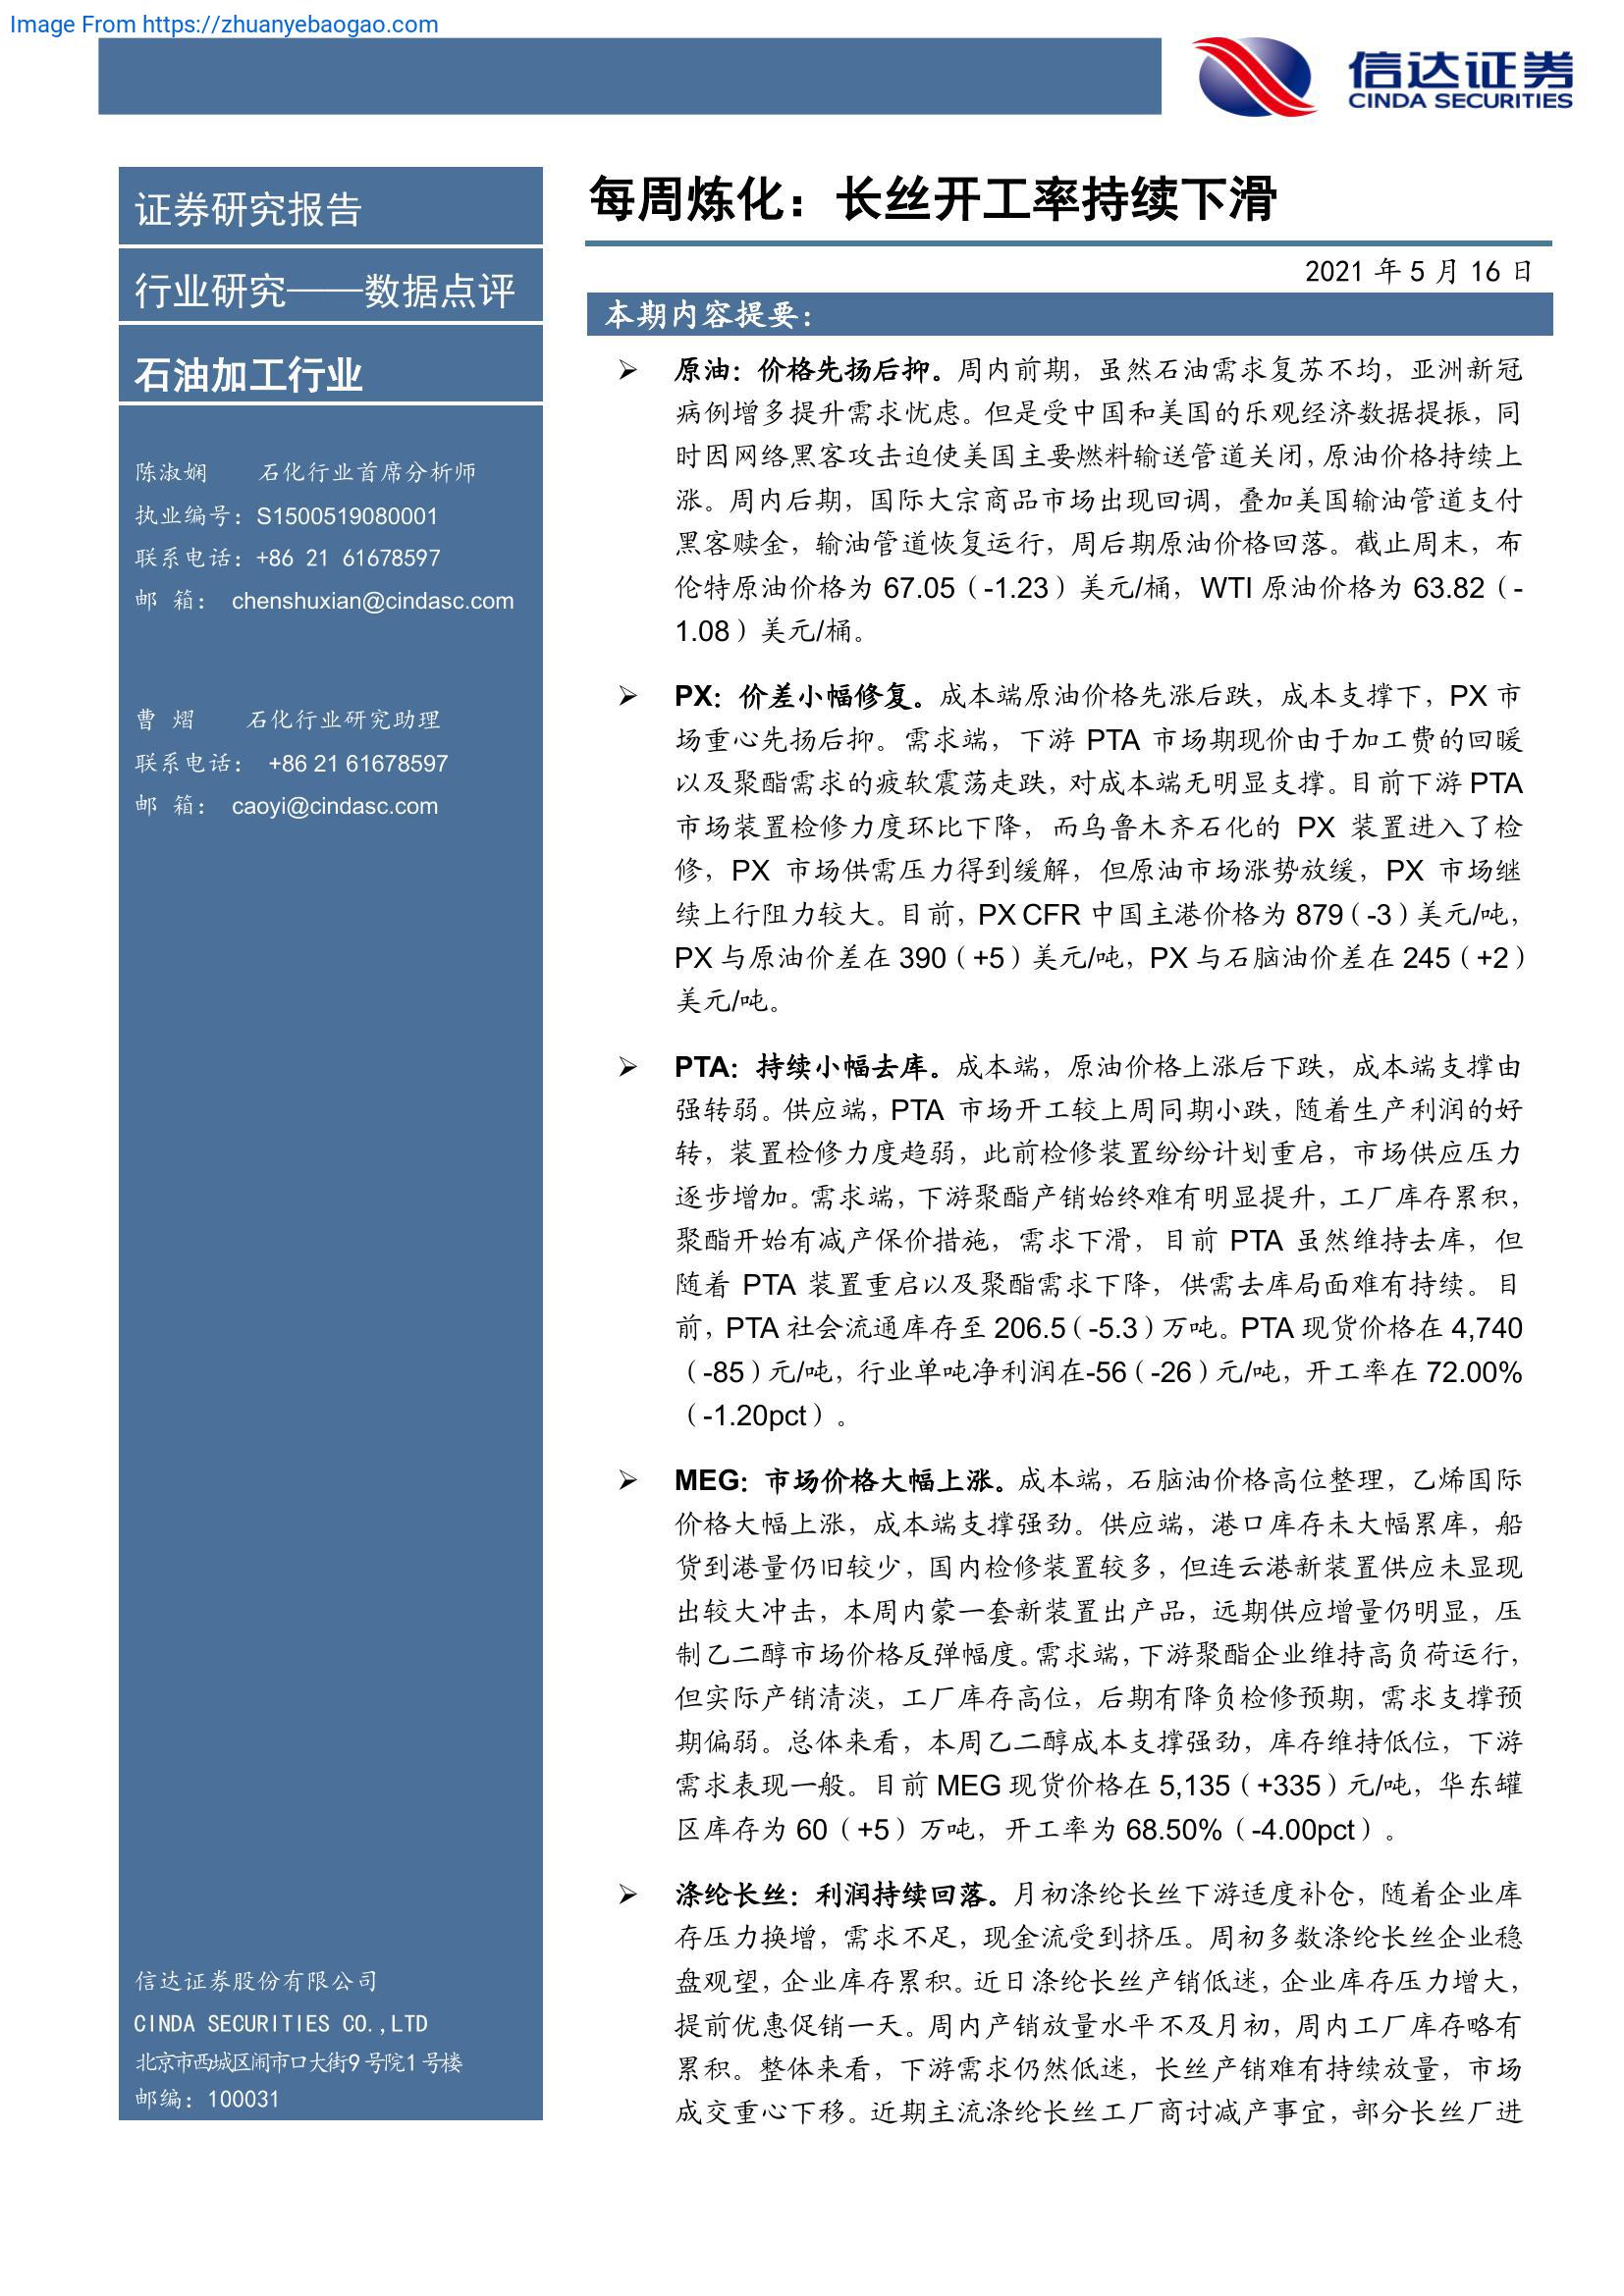 Image From https://zhuanyebaogao.com
信达证券
CINDA SECURITIES
证券研究报告
行业研究——数据点评
石油加工行业
陈淑娴 石化行业首席分析师
执业编号：S1500519080001
联系电话：+86 21 61678597
邮 箱： chenshuxian@cindasc.com
曹 熠 石化行业研究助理
联系电话： +86 21 61678597
邮 箱： caoyi@cindasc.com
信达证券股份有限公司
CINDA SECURITIES CO.,LTD
北京市西城区闹市口大街9号院1号楼
邮编：100031
每周炼化：长丝开工率持续下滑
2021 年 5 月 16 日
本期内容提要：
➢ 原油：价格先扬后抑。周内前期，虽然石油需求复苏不均，亚洲新冠
病例增多提升需求忧虑。但是受中国和美国的乐观经济数据提振，同
时因网络黑客攻击迫使美国主要燃料输送管道关闭，原油价格持续上
涨。周内后期，国际大宗商品市场出现回调，叠加美国输油管道支付
黑客赎金，输油管道恢复运行，周后期原油价格回落。截止周末，布
伦特原油价格为 67.05（-1.23）美元/桶，WTI 原油价格为 63.82（-
1.08）美元/桶。
➢ PX：价差小幅修复。成本端原油价格先涨后跌，成本支撑下，PX 市
场重心先扬后抑。需求端，下游 PTA 市场期现价由于加工费的回暖
以及聚酯需求的疲软震荡走跌，对成本端无明显支撑。目前下游 PTA
市场装置检修力度环比下降，而乌鲁木齐石化的 PX 装置进入了检
修，PX 市场供需压力得到缓解，但原油市场涨势放缓，PX 市场继
续上行阻力较大。目前，PX CFR 中国主港价格为 879（-3）美元/吨，
PX 与原油价差在 390（+5）美元/吨，PX 与石脑油价差在 245（+2）
美元/吨。
➢ PTA：持续小幅去库。成本端，原油价格上涨后下跌，成本端支撑由
强转弱。供应端，PTA 市场开工较上周同期小跌，随着生产利润的好
转，装置检修力度趋弱，此前检修装置纷纷计划重启，市场供应压力
逐步增加。需求端，下游聚酯产销始终难有明显提升，工厂库存累积，
聚酯开始有减产保价措施，需求下滑，目前 PTA 虽然维持去库，但
随着 PTA 装置重启以及聚酯需求下降，供需去库局面难有持续。目
前，PTA 社会流通库存至 206.5（-5.3）万吨。PTA 现货价格在 4,740
（-85）元/吨，行业单吨净利润在-56（-26）元/吨，开工率在 72.00%
（-1.20pct）。
➢ MEG：市场价格大幅上涨。成本端，石脑油价格高位整理，乙烯国际
价格大幅上涨，成本端支撑强劲。供应端，港口库存未大幅累库，船
货到港量仍旧较少，国内检修装置较多，但连云港新装置供应未显现
出较大冲击，本周内蒙一套新装置出产品，远期供应增量仍明显，压
制乙二醇市场价格反弹幅度。需求端，下游聚酯企业维持高负荷运行，
但实际产销清淡，工厂库存高位，后期有降负检修预期，需求支撑预
期偏弱。总体来看，本周乙二醇成本支撑强劲，库存维持低位，下游
需求表现一般。目前 MEG 现货价格在 5,135（+335）元/吨，华东罐
区库存为 60（+5）万吨，开工率为 68.50%（-4.00pct）。
➢ 涤纶长丝：利润持续回落。月初涤纶长丝下游适度补仓，随着企业库
存压力换增，需求不足，现金流受到挤压。周初多数涤纶长丝企业稳
盘观望，企业库存累积。近日涤纶长丝产销低迷，企业库存压力增大，
提前优惠促销一天。周内产销放量水平不及月初，周内工厂库存略有
累积。整体来看，下游需求仍然低迷，长丝产销难有持续放量，市场
成交重心下移。近期主流涤纶长丝工厂商讨减产事宜，部分长丝厂进